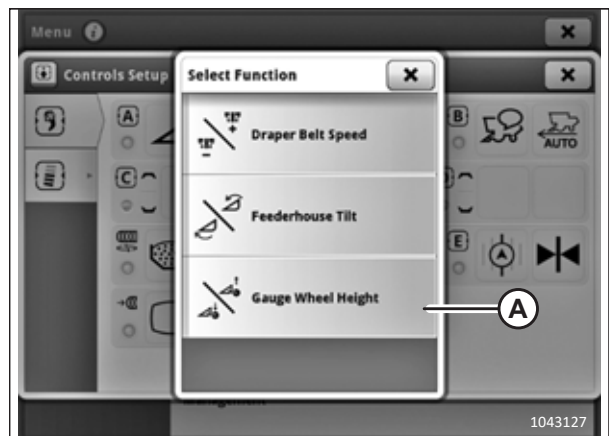 Menu
Controls Setup
Select Function
A
Draper Belt Speed
B
AUTO
C
Feederhouse Tilt
E
Gauge Wheel Height
A
1043127